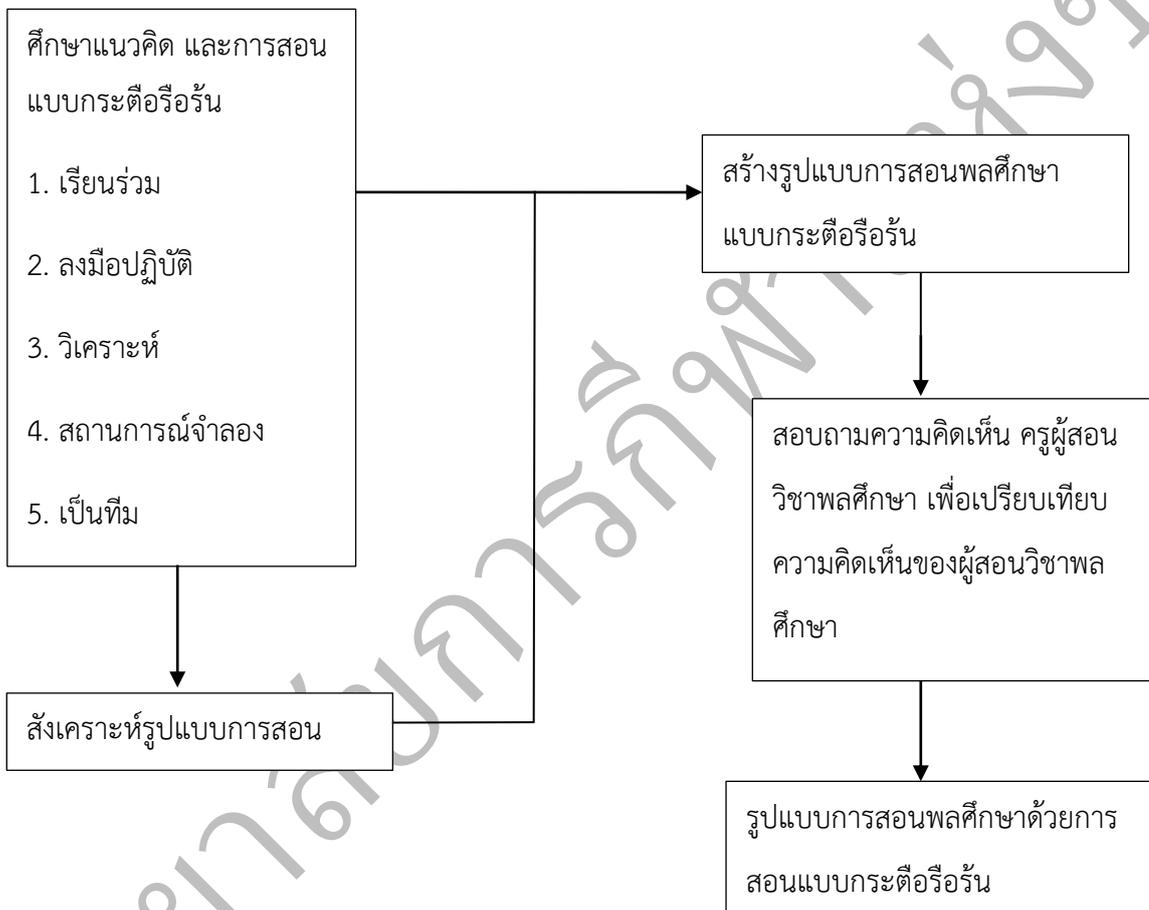 ศึกษาแนวคิด และการสอน
แบบกระตือรือร้น
1. เรียนร่วม
2. ลงมือปฏิบัติ
3. วิเคราะห์
4. สถานการณ์จำลอง
5. เป็นทีม
สังเคราะห์รูปแบบการสอน
สร้างรูปแบบการสอนพลศึกษา
แบบกระตือรือร้น
สอบถามความคิดเห็น ครูผู้สอน
วิชาพลศึกษา เพื่อเปรียบเทียบ
ความคิดเห็นของผู้สอนวิชาพล
ศึกษา
รูปแบบการสอนพลศึกษาด้วยการ
สอนแบบกระตือรือร้น